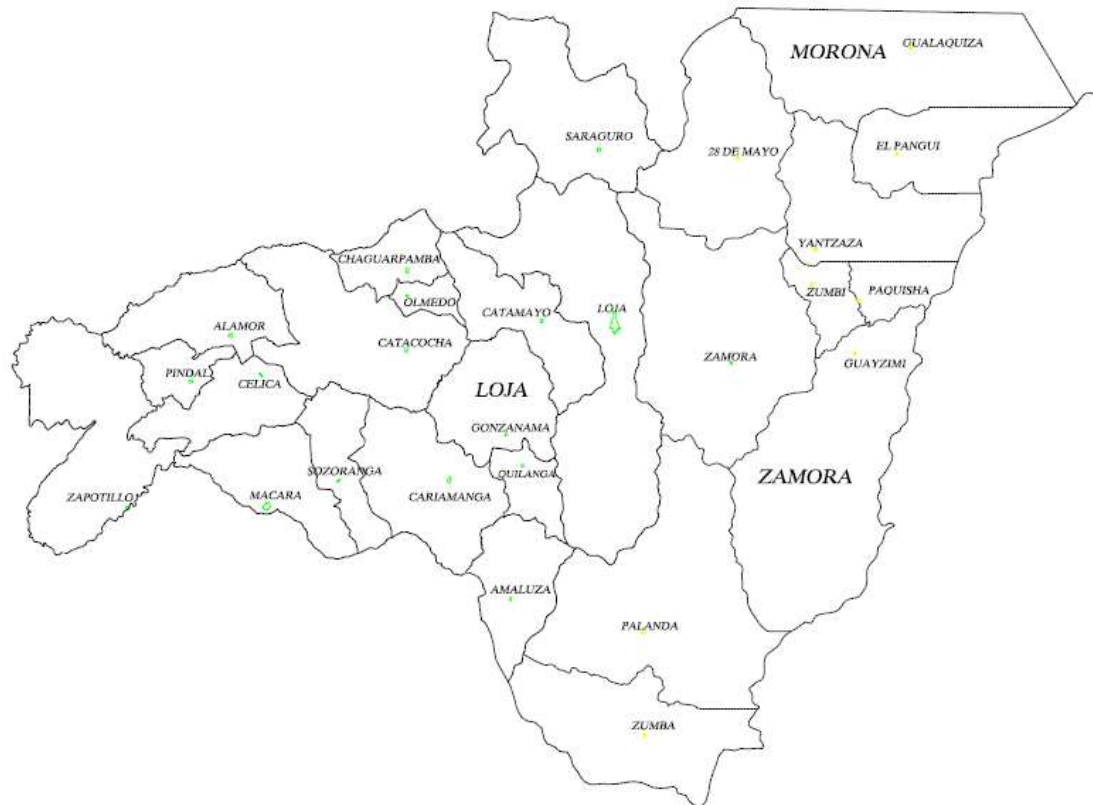 GUALAQUIZA
MORONA
SARAGURO
28 DE MAYO
EL PANGUI
YANTZAZA
CHAGUARPAMBA
ZUMBI
PAQUISHA
OLMEDO
CATAMAYO
LOJA
ALAMOR
CATACOCHA
ZAMORA
GUAYZIMI
PINDAL
CELICA
LOJA
GONZANAMA
SOZORANGA
QUILANGA
ZAMORA
ZAPOTILLO
MACARA
CARIAMANGA
AMALUZA
PALANDA
ZUMBA